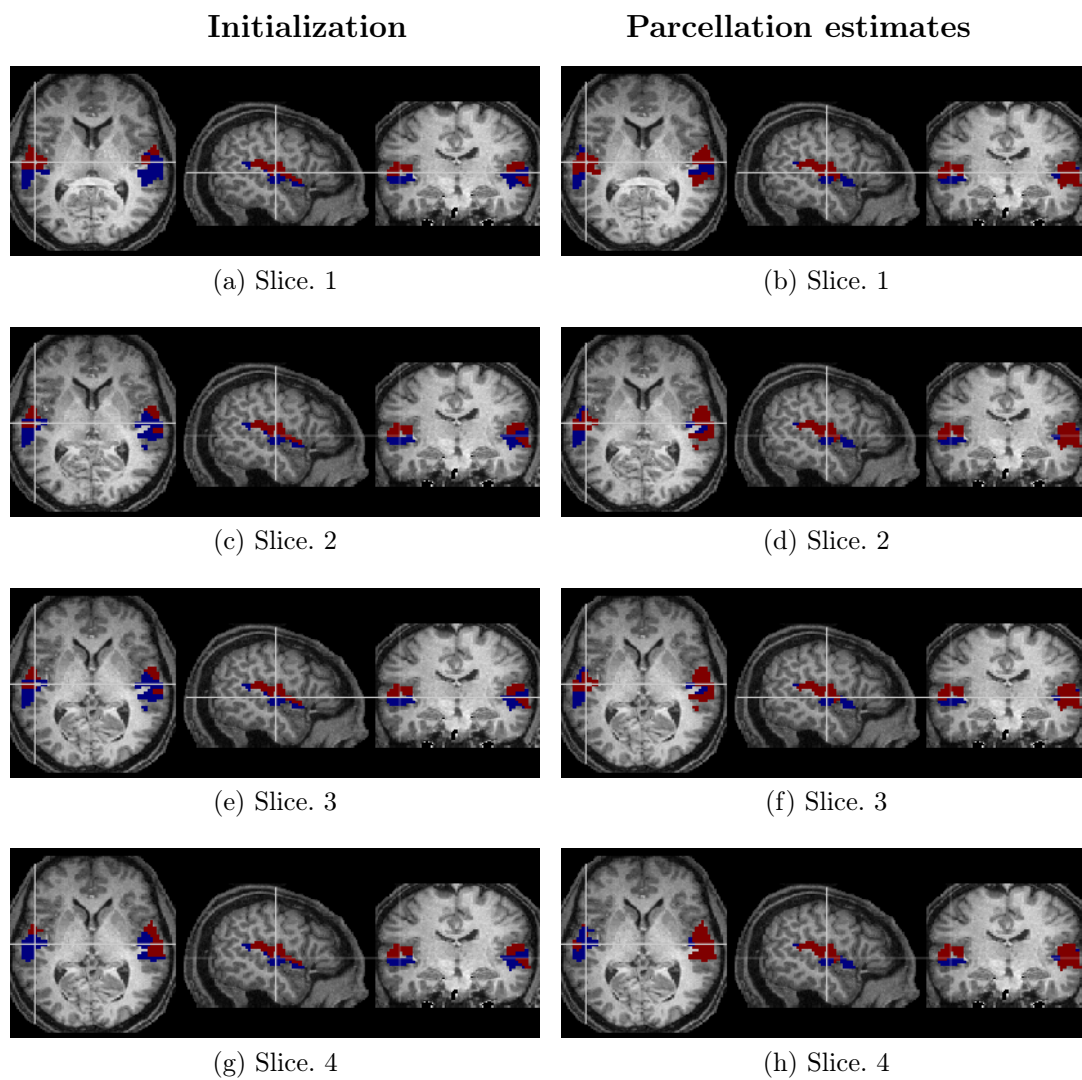 Initialization
Parcellation estimates
(a) Slice. 1
(b) Slice. 1
(c) Slice. 2
(d) Slice. 2
(e) Slice. 3
(f) Slice. 3
(g) Slice. 4
(h) Slice. 4